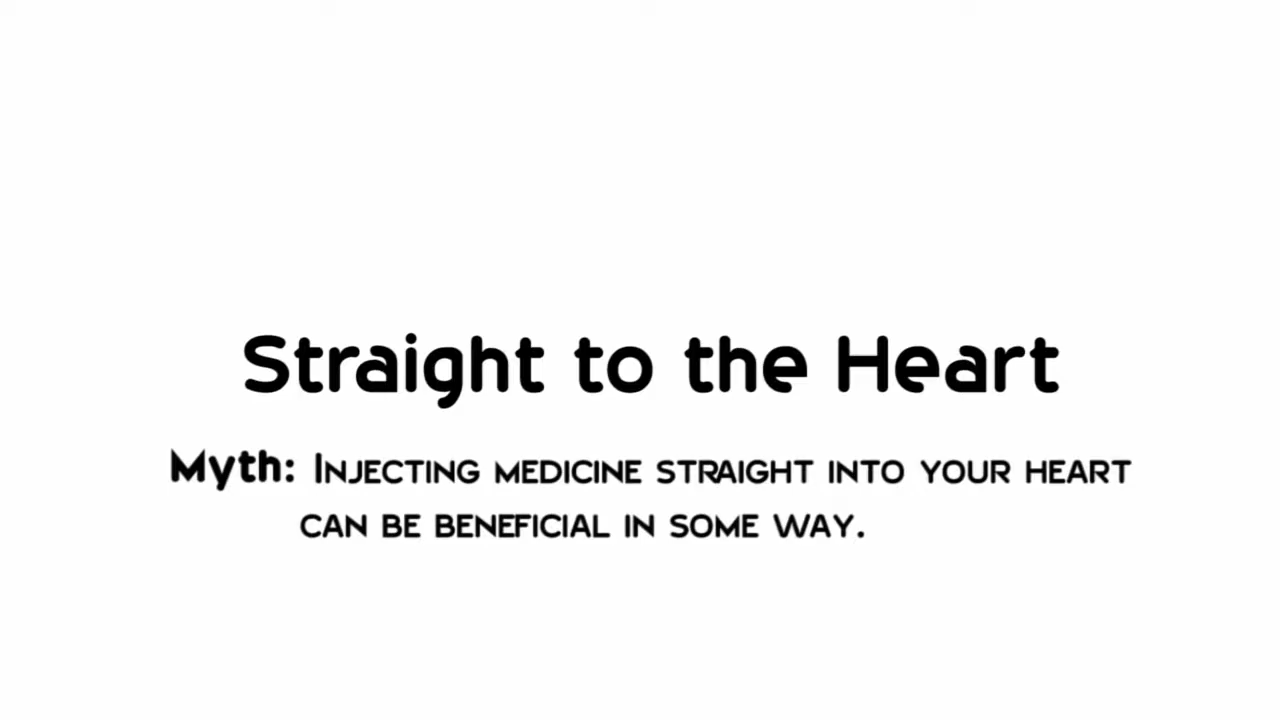 Straight to the Heart
Myth: Injecting medicine straight into your heart
can be beneficial in some way.